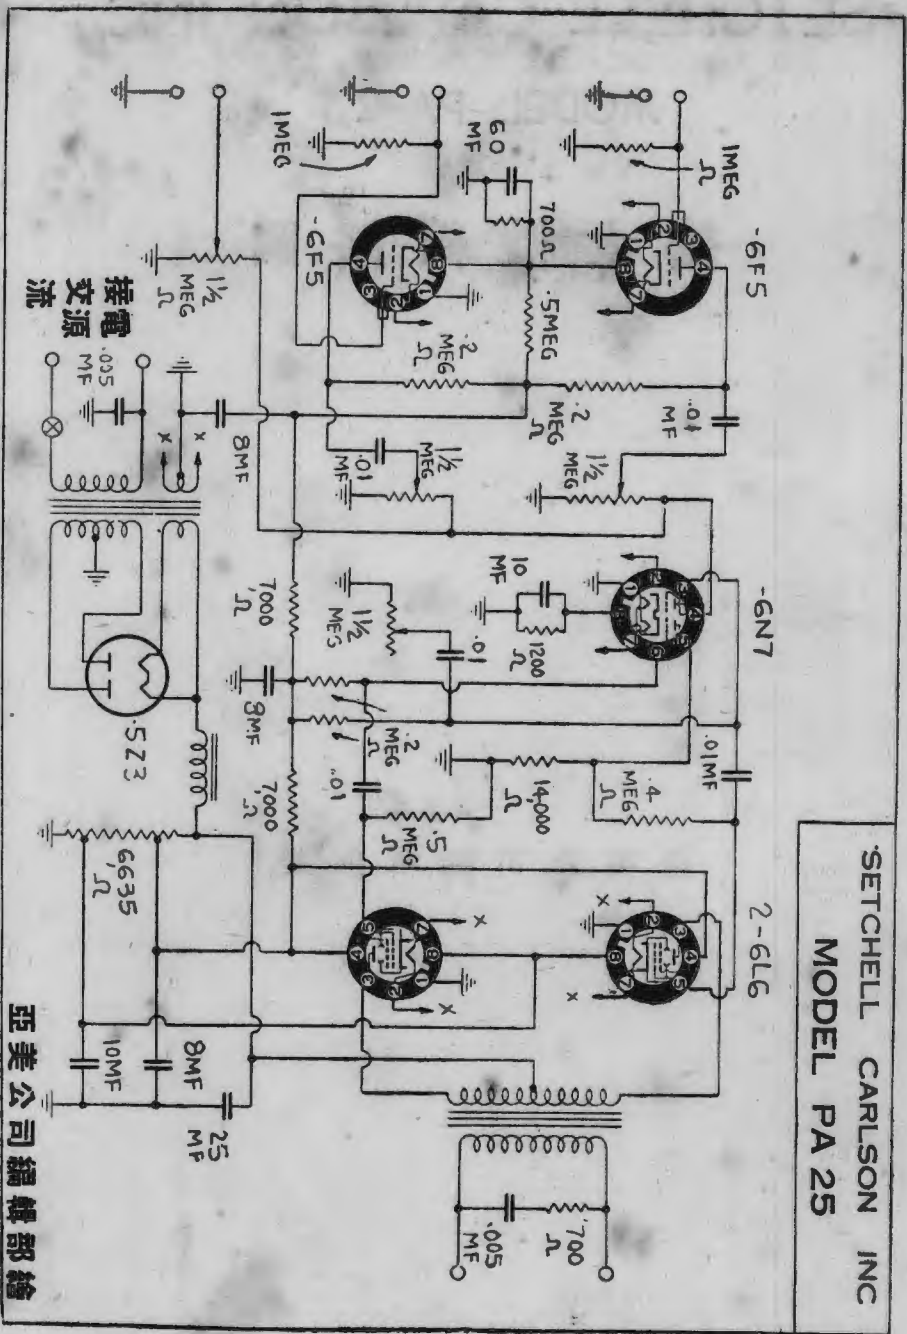 SETCHELL CARLSON INC
MODEL PA 25
-6F5
-6N7
2-6L6
1MEG
Ω
.01
MF
.01MF
60
MF
700Ω
.2
MEG
Ω
1½
MEG
10
MF
1200
Ω
14,000
Ω
.4
MEG
Ω
1MEG
-6F5
.5MEG
.2
MEG
Ω
.01
MF
1½
MEG
1½
MEG
.01
.2
MEG
Ω
.01
.5
MEG
Ω
700
Ω
.005
MF
1½
MEG
Ω
8MF
7000
Ω
8MF
7,000
Ω
接電
交源
流
.005
MF
5Z3
6635
Ω
10MF
8MF
25
MF
X
X
X
X
X
X
亞美公司編輯部繪